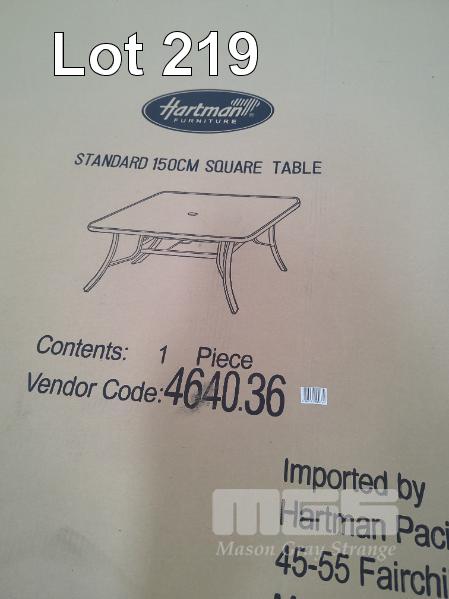 Lot 219
Hartman®
FURNITURE
STANDARD 150CM SQUARE TABLE
Contents: 1 Piece
Vendor Code: 4640.36
Imported by
Hartman Paci
45-55 Fairchi
MGS
Mason Gray Strange